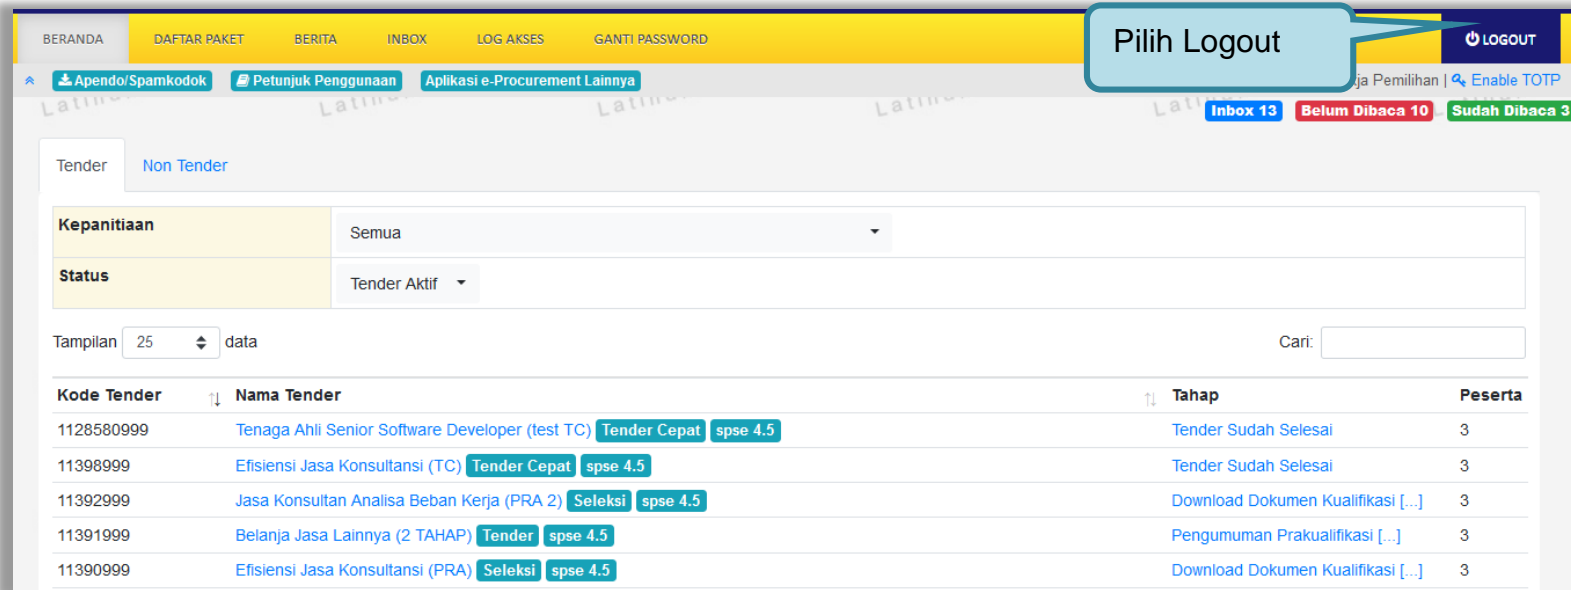 BERANDA DAFTAR PAKET BERITA INBOX LOG AKSES GANTI PASSWORD Pilih Logout LOGOUT
Apendo/Spamkodok Petunjuk Penggunaan Aplikasi e-Procurement Lainnya Pemilihan | Enable TOTP
Inbox 13 Belum Dibaca 10 Sudah Dibaca 3
Tender Non Tender
Kepanitiaan Semua
Status Tender Aktif
Tampilan 25 data Cari:
Kode Tender Nama Tender Tahap Peserta
1128580999 Tenaga Ahli Senior Software Developer (test TC) Tender Cepat spse 4.5 Tender Sudah Selesai 3
11398999 Efisiensi Jasa Konsultansi (TC) Tender Cepat spse 4.5 Tender Sudah Selesai 3
11392999 Jasa Konsultan Analisa Beban Kerja (PRA 2) Seleksi spse 4.5 Download Dokumen Kualifikasi [...] 3
11391999 Belanja Jasa Lainnya (2 TAHAP) Tender spse 4.5 Pengumuman Prakualifikasi [...] 3
11390999 Efisiensi Jasa Konsultansi (PRA) Seleksi spse 4.5 Download Dokumen Kualifikasi [...] 3